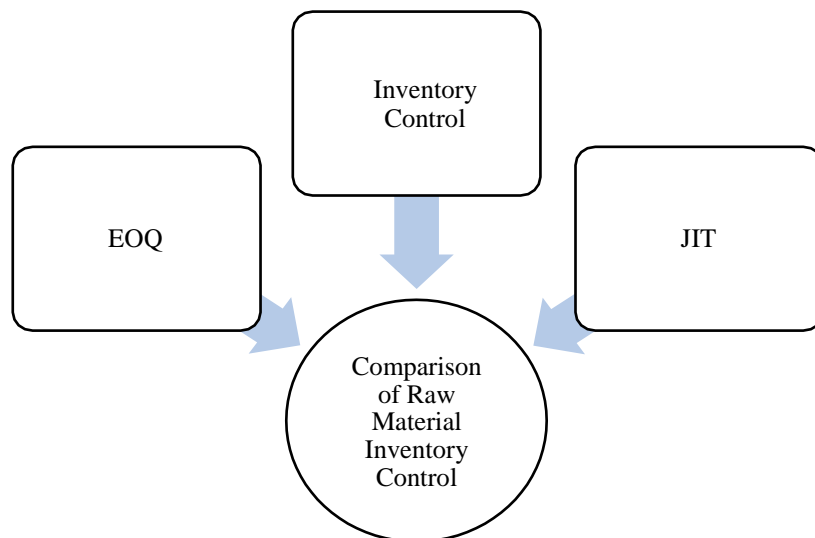 Inventory
Control
EOQ
JIT
Comparison
of Raw
Material
Inventory
Control